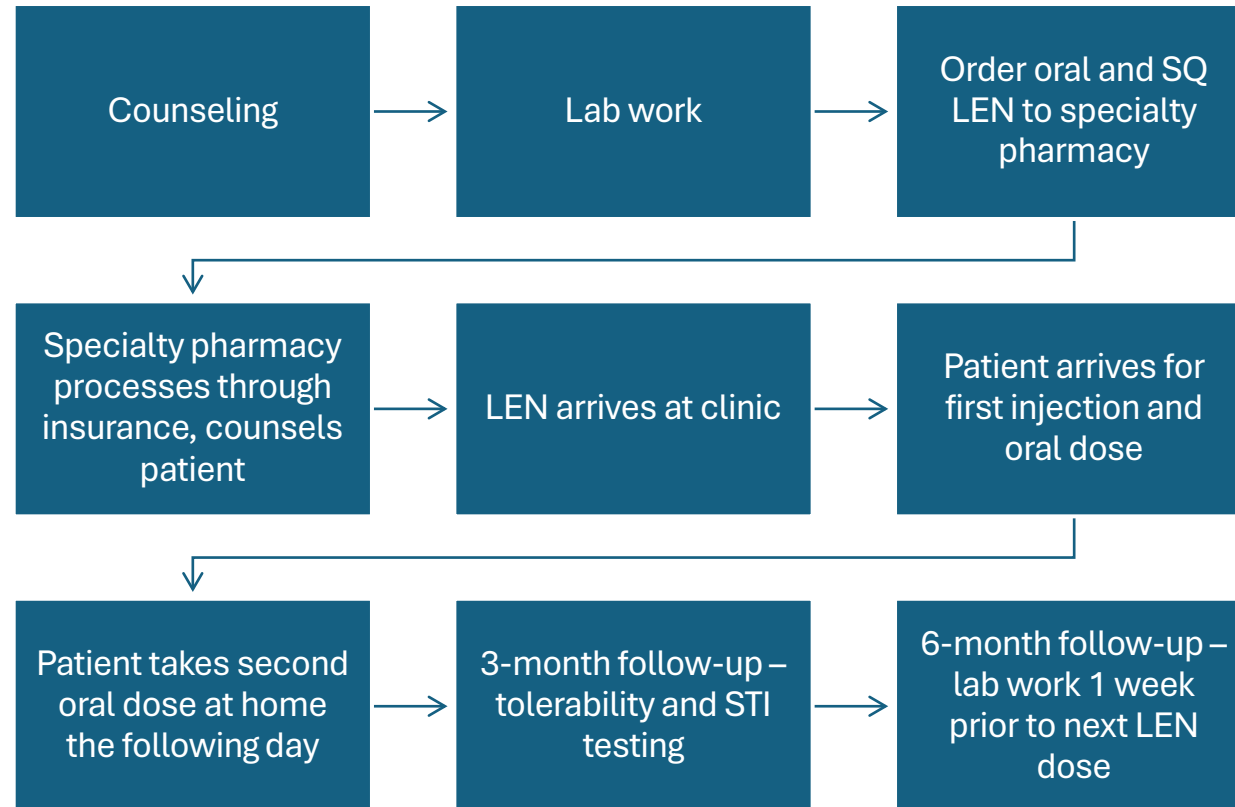 Counseling
Lab work
Order oral and SQ
LEN to specialty
pharmacy
Specialty pharmacy
processes through
insurance, counsels
patient
LEN arrives at clinic
Patient arrives for
first injection and
oral dose
Patient takes second
oral dose at home
the following day
3-month follow-up –
tolerability and STI
testing
6-month follow-up –
lab work 1 week
prior to next LEN
dose